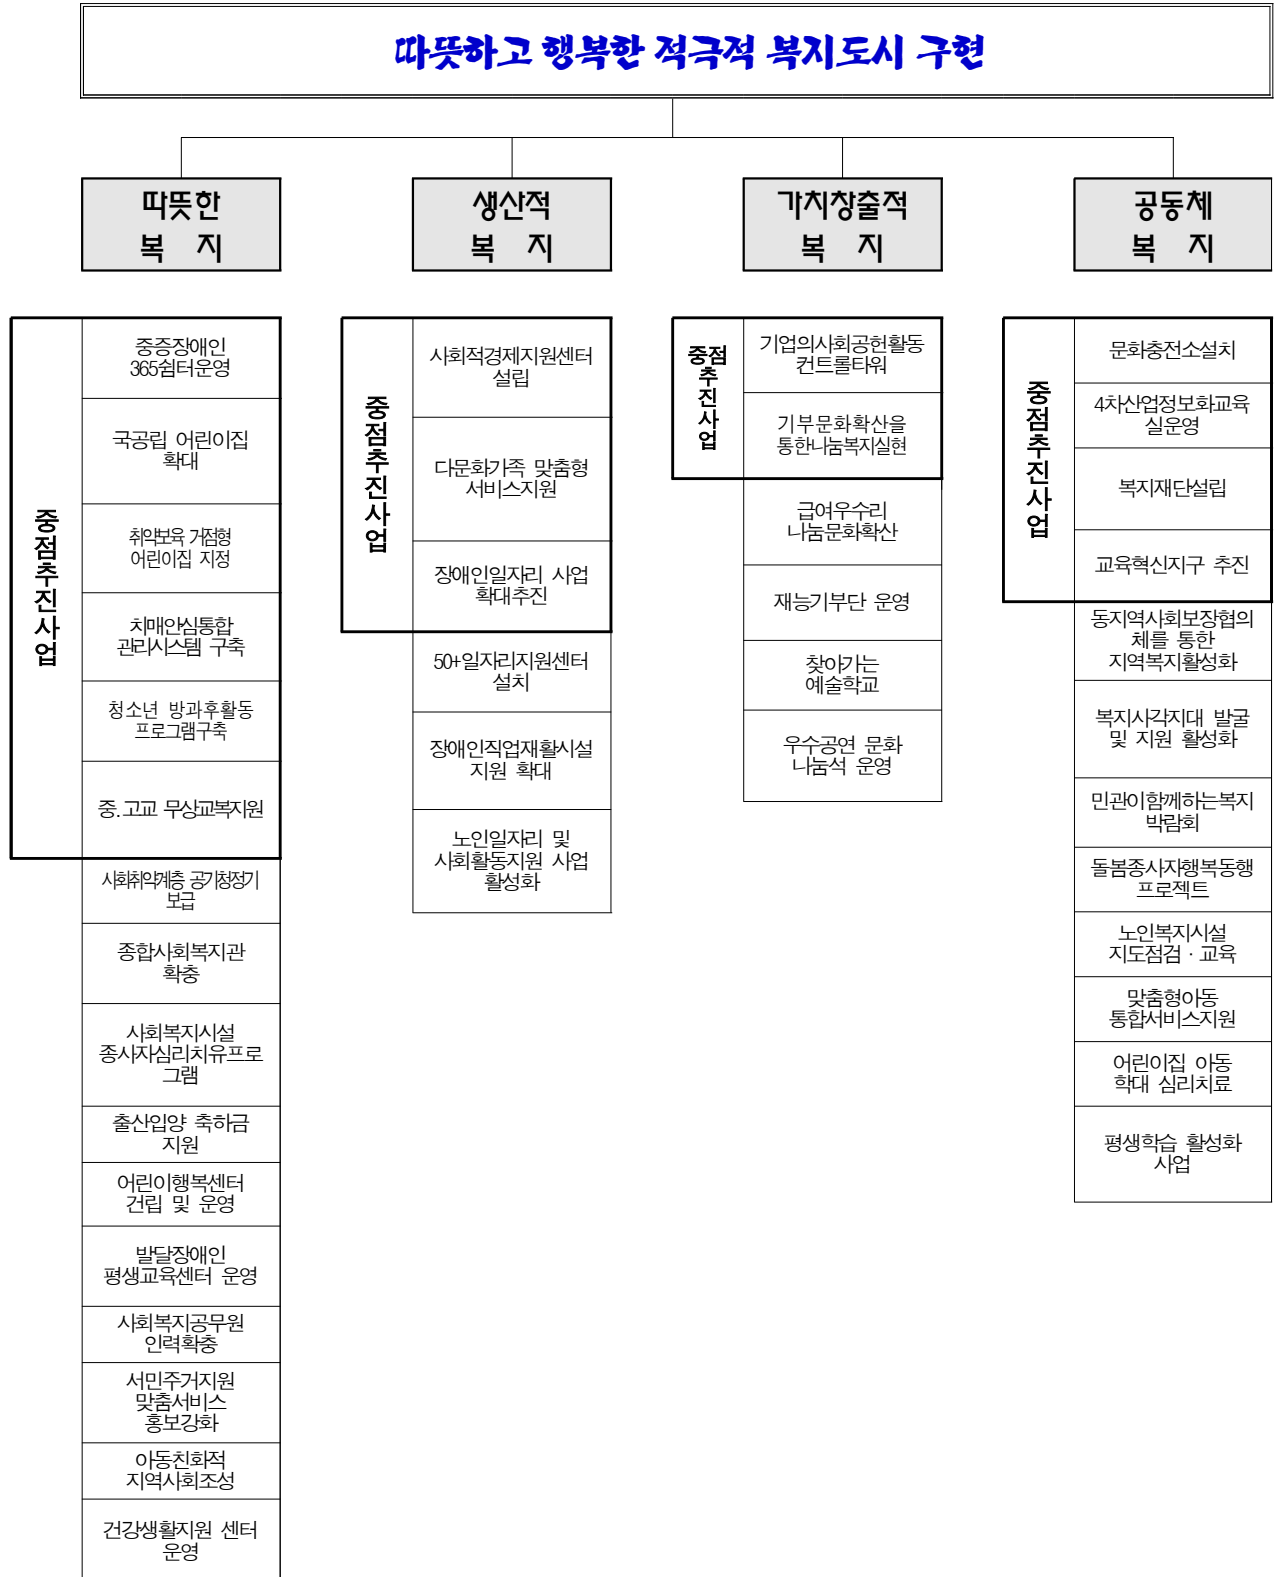 따뜻하고 행복한 적극적 복지도시 구현
따뜻한
복 지
생산적
복 지
가치창출적
복 지
공동체
복 지
중점추진사업
중증장애인
365쉼터운영
국공립 어린이집
확대
취약보육 거점형
어린이집 지정
치매안심통합
관리시스템 구축
청소년 방과후활동
프로그램구축
중.고교 무상교복지원
사회취약계층 공기청정기
보급
종합사회복지관
확충
사회복지시설
종사자심리치유프로
그램
출산입양 축하금
지원
어린이행복센터
건립 및 운영
발달장애인
평생교육센터 운영
사회복지공무원
인력확충
서민주거지원
맞춤서비스
홍보강화
아동친화적
지역사회조성
건강생활지원 센터
운영
중점추진사업
사회적경제지원센터
설립
다문화가족 맞춤형
서비스지원
장애인일자리 사업
확대추진
50+일자리지원센터
설치
장애인직업재활시설
지원 확대
노인일자리 및
사회활동지원 사업
활성화
중점
추진사업
기업의사회공헌활동
컨트롤타워
기부문화확산을
통한나눔복지실현
급여우수리
나눔문화확산
재능기부단 운영
찾아가는
예술학교
우수공연 문화
나눔석 운영
중점추진사업
문화충전소설치
4차산업정보화교육
실운영
복지재단설립
교육혁신지구 추진
동지역사회보장협의
체를 통한
지역복지활성화
복지사각지대 발굴
및 지원 활성화
민관이함께하는복지
박람회
돌봄종사자행복동행
프로젝트
노인복지시설
지도점검·교육
맞춤형아동
통합서비스지원
어린이집 아동
학대 심리치료
평생학습 활성화
사업